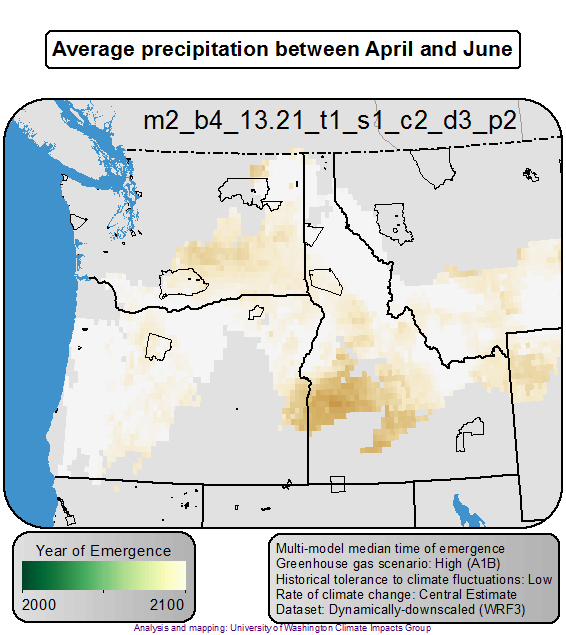 Average precipitation between April and June
m2_b4_13.21_t1_s1_c2_d3_p2
Year of Emergence
2000 2100
Multi-model median time of emergence
Greenhouse gas scenario: High (A1B)
Historical tolerance to climate fluctuations: Low
Rate of climate change: Central Estimate
Dataset: Dynamically-downscaled (WRF3)
Analysis and mapping: University of Washington Climate Impacts Group